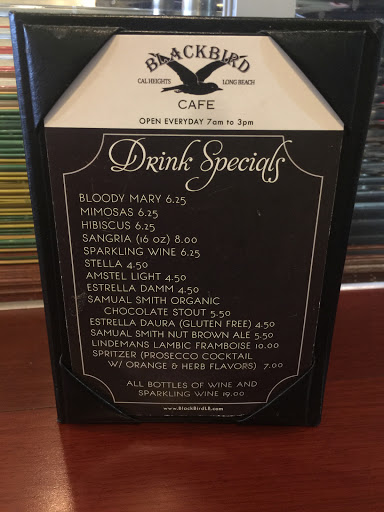 BLACKBIRD
CAL HEIGHTS LONG BEACH
CAFE
OPEN EVERYDAY 7am to 3pm
Drink Specials
BLOODY MARY 6.25
MIMOSAS 6.25
HIBISCUS 6.25
SANGRIA (16 OZ) 8.00
SPARKLING WINE 6.25
STELLA 4.50
AMSTEL LIGHT 4.50
ESTRELLA DAMM 4.50
SAMUAL SMITH ORGANIC
CHOCOLATE STOUT 5.50
ESTRELLA DAURA (GLUTEN FREE) 4.50
SAMUAL SMITH NUT BROWN ALE 5.50
LINDEMANS LAMBIC FRAMBOISE 10.00
SPRITZER (PROSECCO COCKTAIL
W/ ORANGE & HERB FLAVORS) 7.00
ALL BOTTLES OF WINE AND
SPARKLING WINE 19.00
www.BlackBirdLB.com